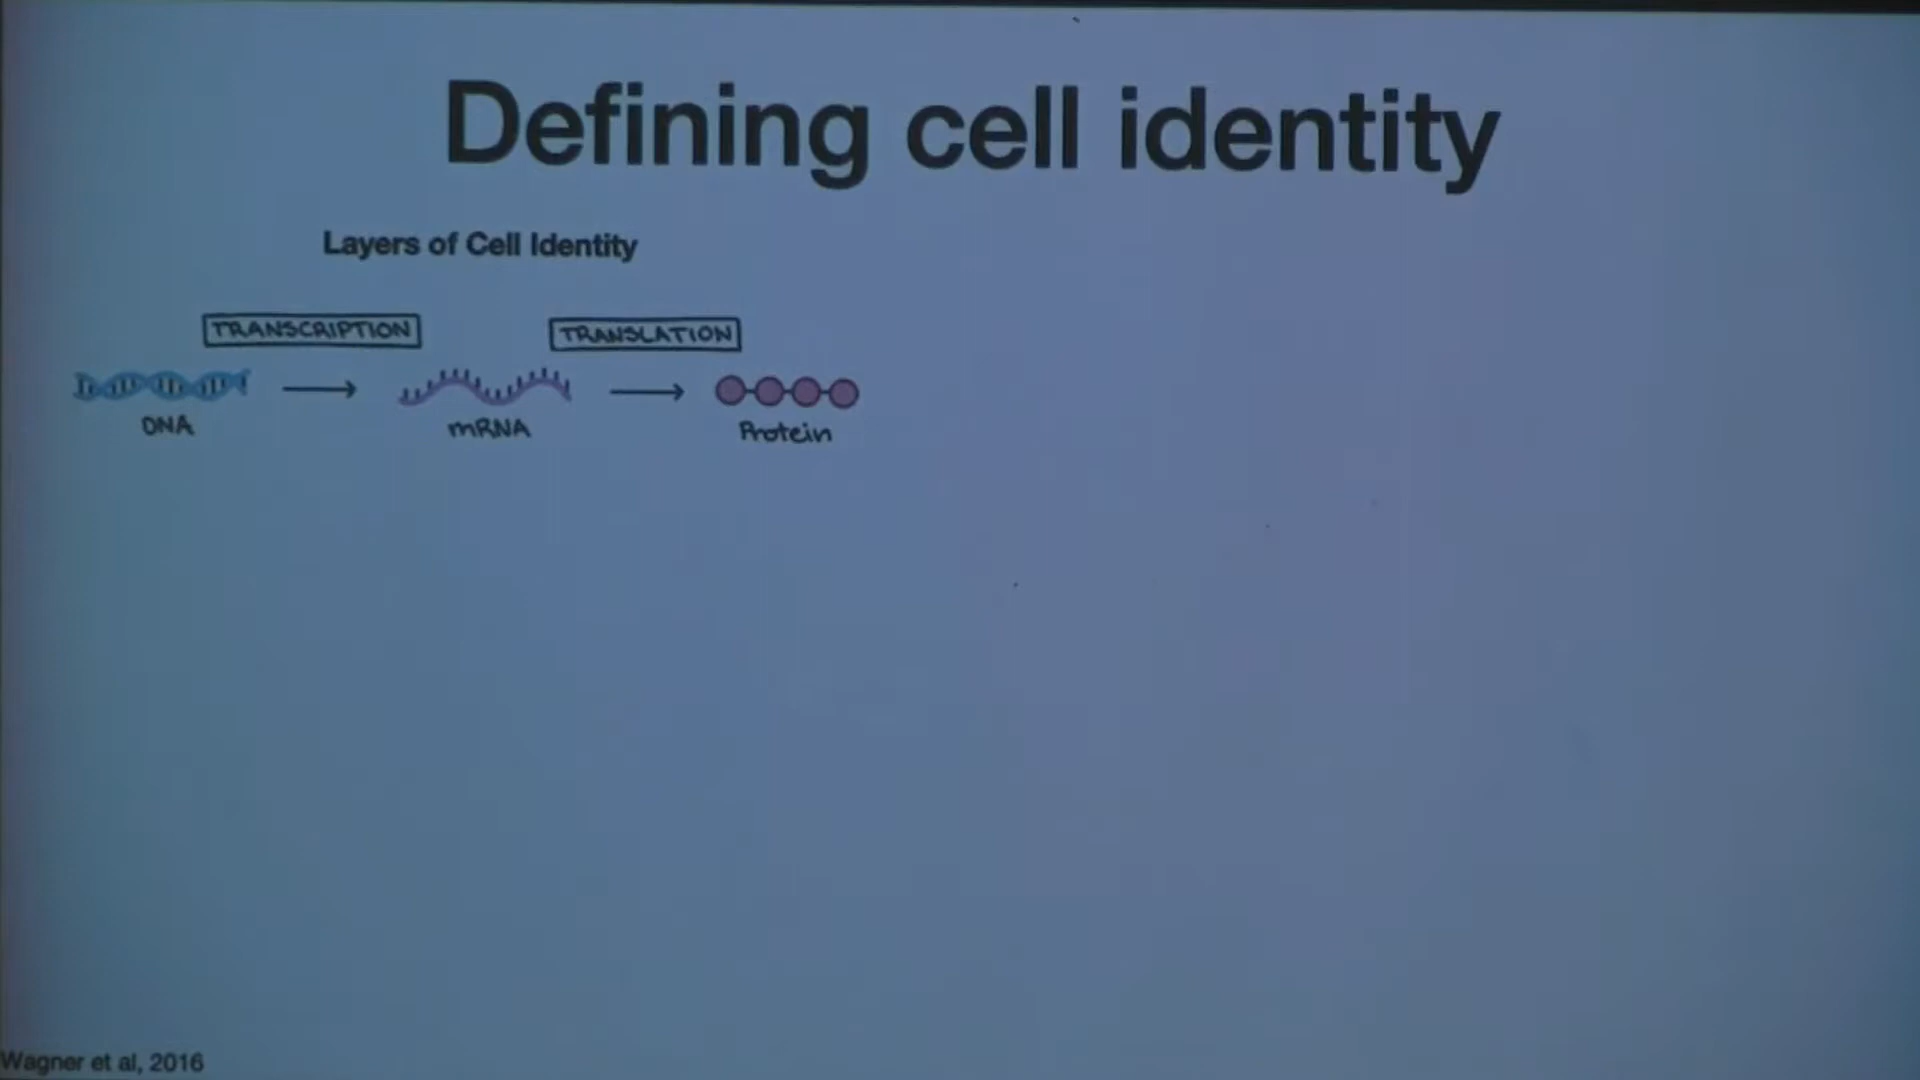 Defining cell identity
Layers of Cell Identity
TRANSCRIPTION
TRANSLATION
DNA
mRNA
Protein
Wagner et al, 2016